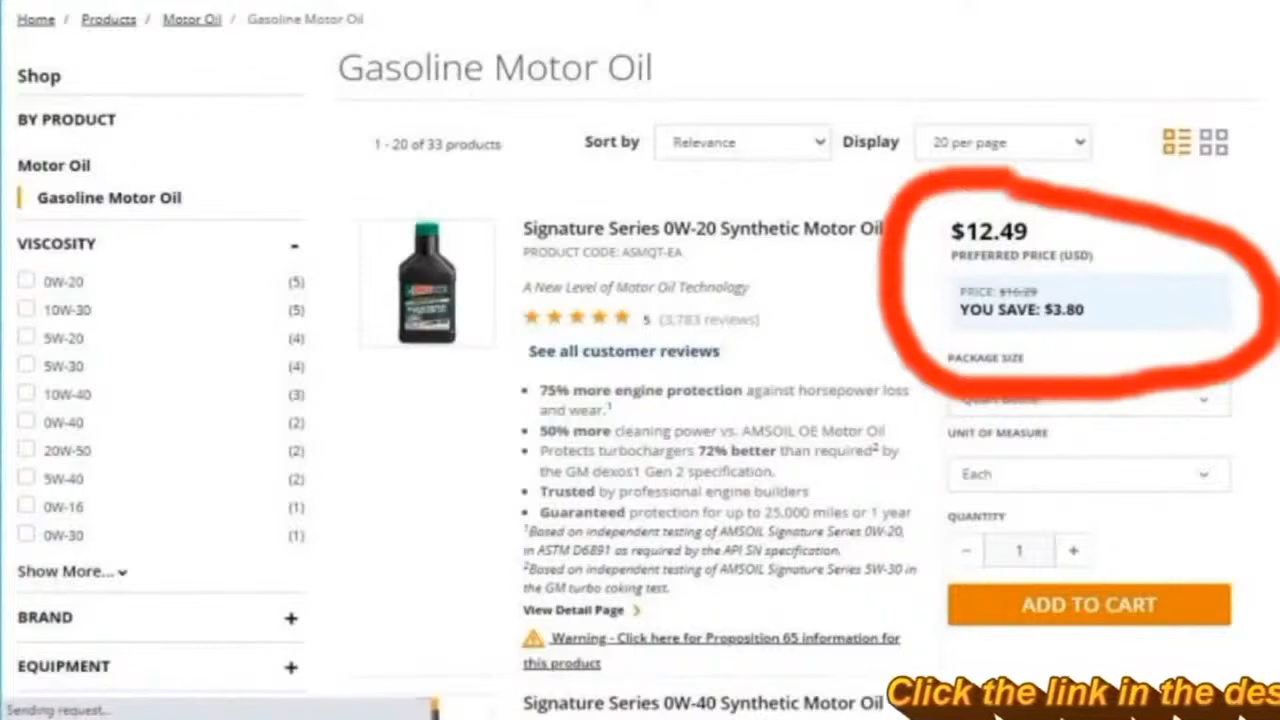 Home / Products / Motor Oil / Gasoline Motor Oil
Shop
BY PRODUCT
Motor Oil
Gasoline Motor Oil
VISCOSITY -
0W-20 (5)
10W-30 (5)
5W-20 (4)
5W-30 (4)
10W-40 (3)
0W-40 (2)
20W-50 (2)
5W-40 (2)
0W-16 (1)
0W-30 (1)
Show More...
BRAND +
EQUIPMENT +
Sending request...
Gasoline Motor Oil
1 - 20 of 33 products
Sort by Relevance Display 20 per page
Signature Series 0W-20 Synthetic Motor Oil
PRODUCT CODE: ASMQT-EA
A New Level of Motor Oil Technology
5 (3,783 reviews)
See all customer reviews
• 75% more engine protection against horsepower loss
and wear.1
• 50% more cleaning power vs. AMSOIL OE Motor Oil
• Protects turbochargers 72% better than required2 by
the GM dexos1 Gen 2 specification.
• Trusted by professional engine builders
• Guaranteed protection for up to 25,000 miles or 1 year
1Based on independent testing of AMSOIL Signature Series 0W-20,
in ASTM D6891 as required by the API SN specification.
2Based on independent testing of AMSOIL Signature Series 5W-30 in
the GM turbo coking test.
View Detail Page
Warning - Click here for Proposition 65 information for
this product
$12.49
PREFERRED PRICE (USD)
PRICE: $16.29
YOU SAVE: $3.80
PACKAGE SIZE
UNIT OF MEASURE
Each
QUANTITY
- 1 +
ADD TO CART
Signature Series 0W-40 Synthetic Motor Oil
Click the link in the des